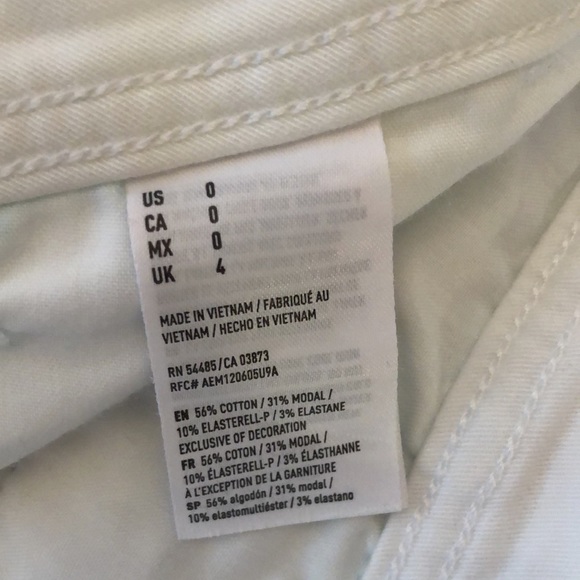 US 0
CA 0
MX 0
UK 4
MADE IN VIETNAM / FABRIQUÉ AU
VIETNAM / HECHO EN VIETNAM
RN 54485/CA 03873
RFC# AEM120605U9A
EN 56% COTTON / 31% MODAL /
10% ELASTERELL-P / 3% ELASTANE
EXCLUSIVE OF DECORATION
FR 56% COTON / 31% MODAL /
10% ÉLASTERELL-P / 3% ÉLASTHANNE
À L'EXCEPTION DE LA GARNITURE
SP 56% algodón / 31% modal /
10% elastomultiéster / 3% elastano